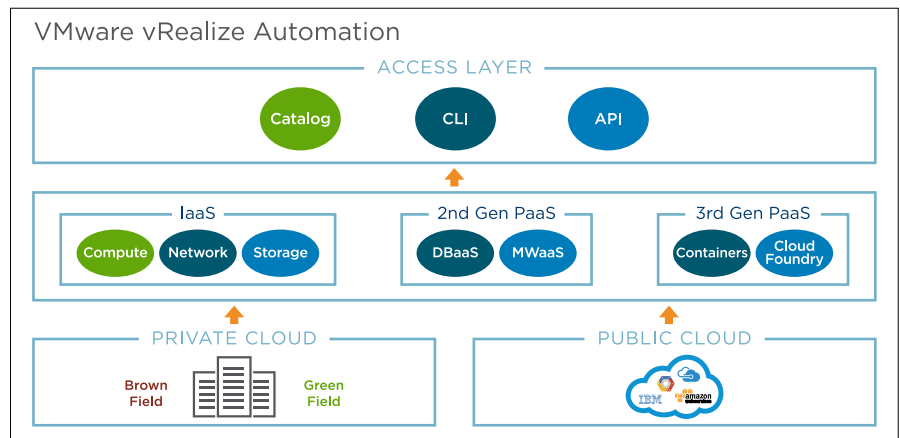 VMware vRealize Automation
ACCESS LAYER
Catalog
CLI
API
IaaS
Compute
Network
Storage
2nd Gen PaaS
DBaaS
MWaaS
3rd Gen PaaS
Containers
Cloud
Foundry
PRIVATE CLOUD
Brown
Field
Green
Field
PUBLIC CLOUD
IBM
amazon